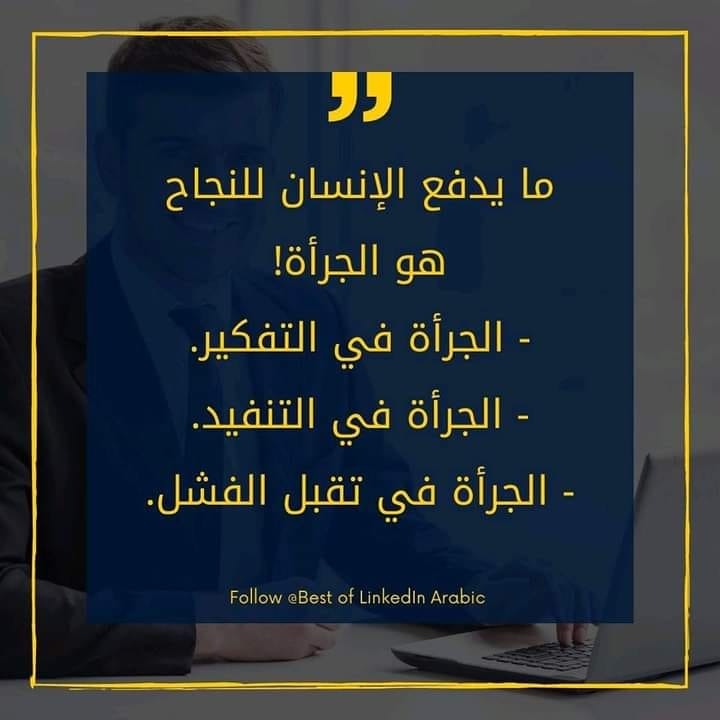 ما يدفع الإنسان للنجاح
هو الجرأة!
- الجرأة في التفكير.
- الجرأة في التنفيد.
- الجرأة في تقبل الفشل.
Follow @Best of LinkedIn Arabic